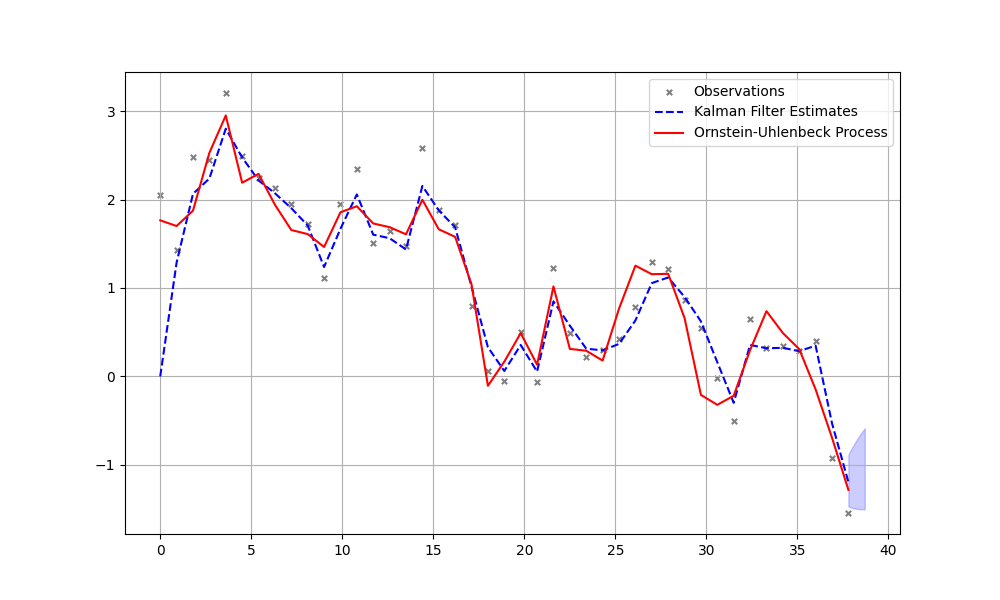 Observations
Kalman Filter Estimates
Ornstein-Uhlenbeck Process
3
2
1
0
−1
0 5 10 15 20 25 30 35 40